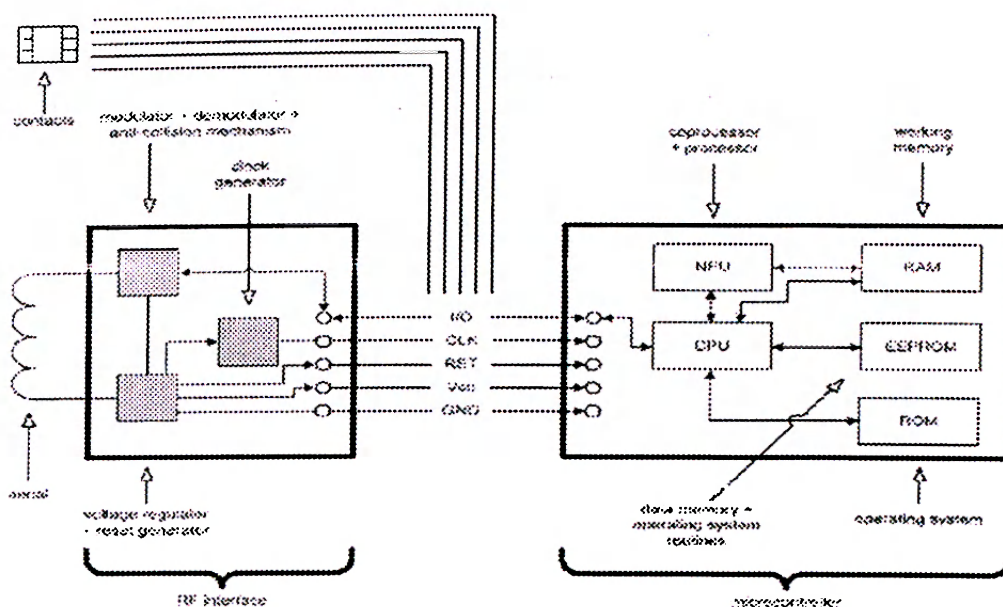 contacts
modulator + demodulator +
anti-collision mechanism
clock
generator
coprocessor
+ processor
working
memory
NPU
RAM
I/O
CLK
CPU
EEPROM
RST
Vcc
GND
ROM
aerial
voltage regulator
+ reset generator
data memory +
operating system
routines
operating system
RF interface
microcontroller